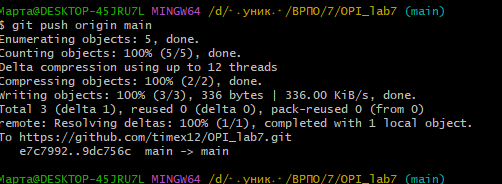 Марта@DESKTOP-45JRU7L MINGW64 /d/·.уник.·/ВРПО/7/OPI_lab7 (main)
$ git push origin main
Enumerating objects: 5, done.
Counting objects: 100% (5/5), done.
Delta compression using up to 12 threads
Compressing objects: 100% (2/2), done.
Writing objects: 100% (3/3), 336 bytes | 336.00 KiB/s, done.
Total 3 (delta 1), reused 0 (delta 0), pack-reused 0 (from 0)
remote: Resolving deltas: 100% (1/1), completed with 1 local object.
To https://github.com/timex12/OPI_lab7.git
   e7c7992..9dc756c  main -> main
Марта@DESKTOP-45JRU7L MINGW64 /d/·.уник.·/ВРПО/7/OPI_lab7 (main)